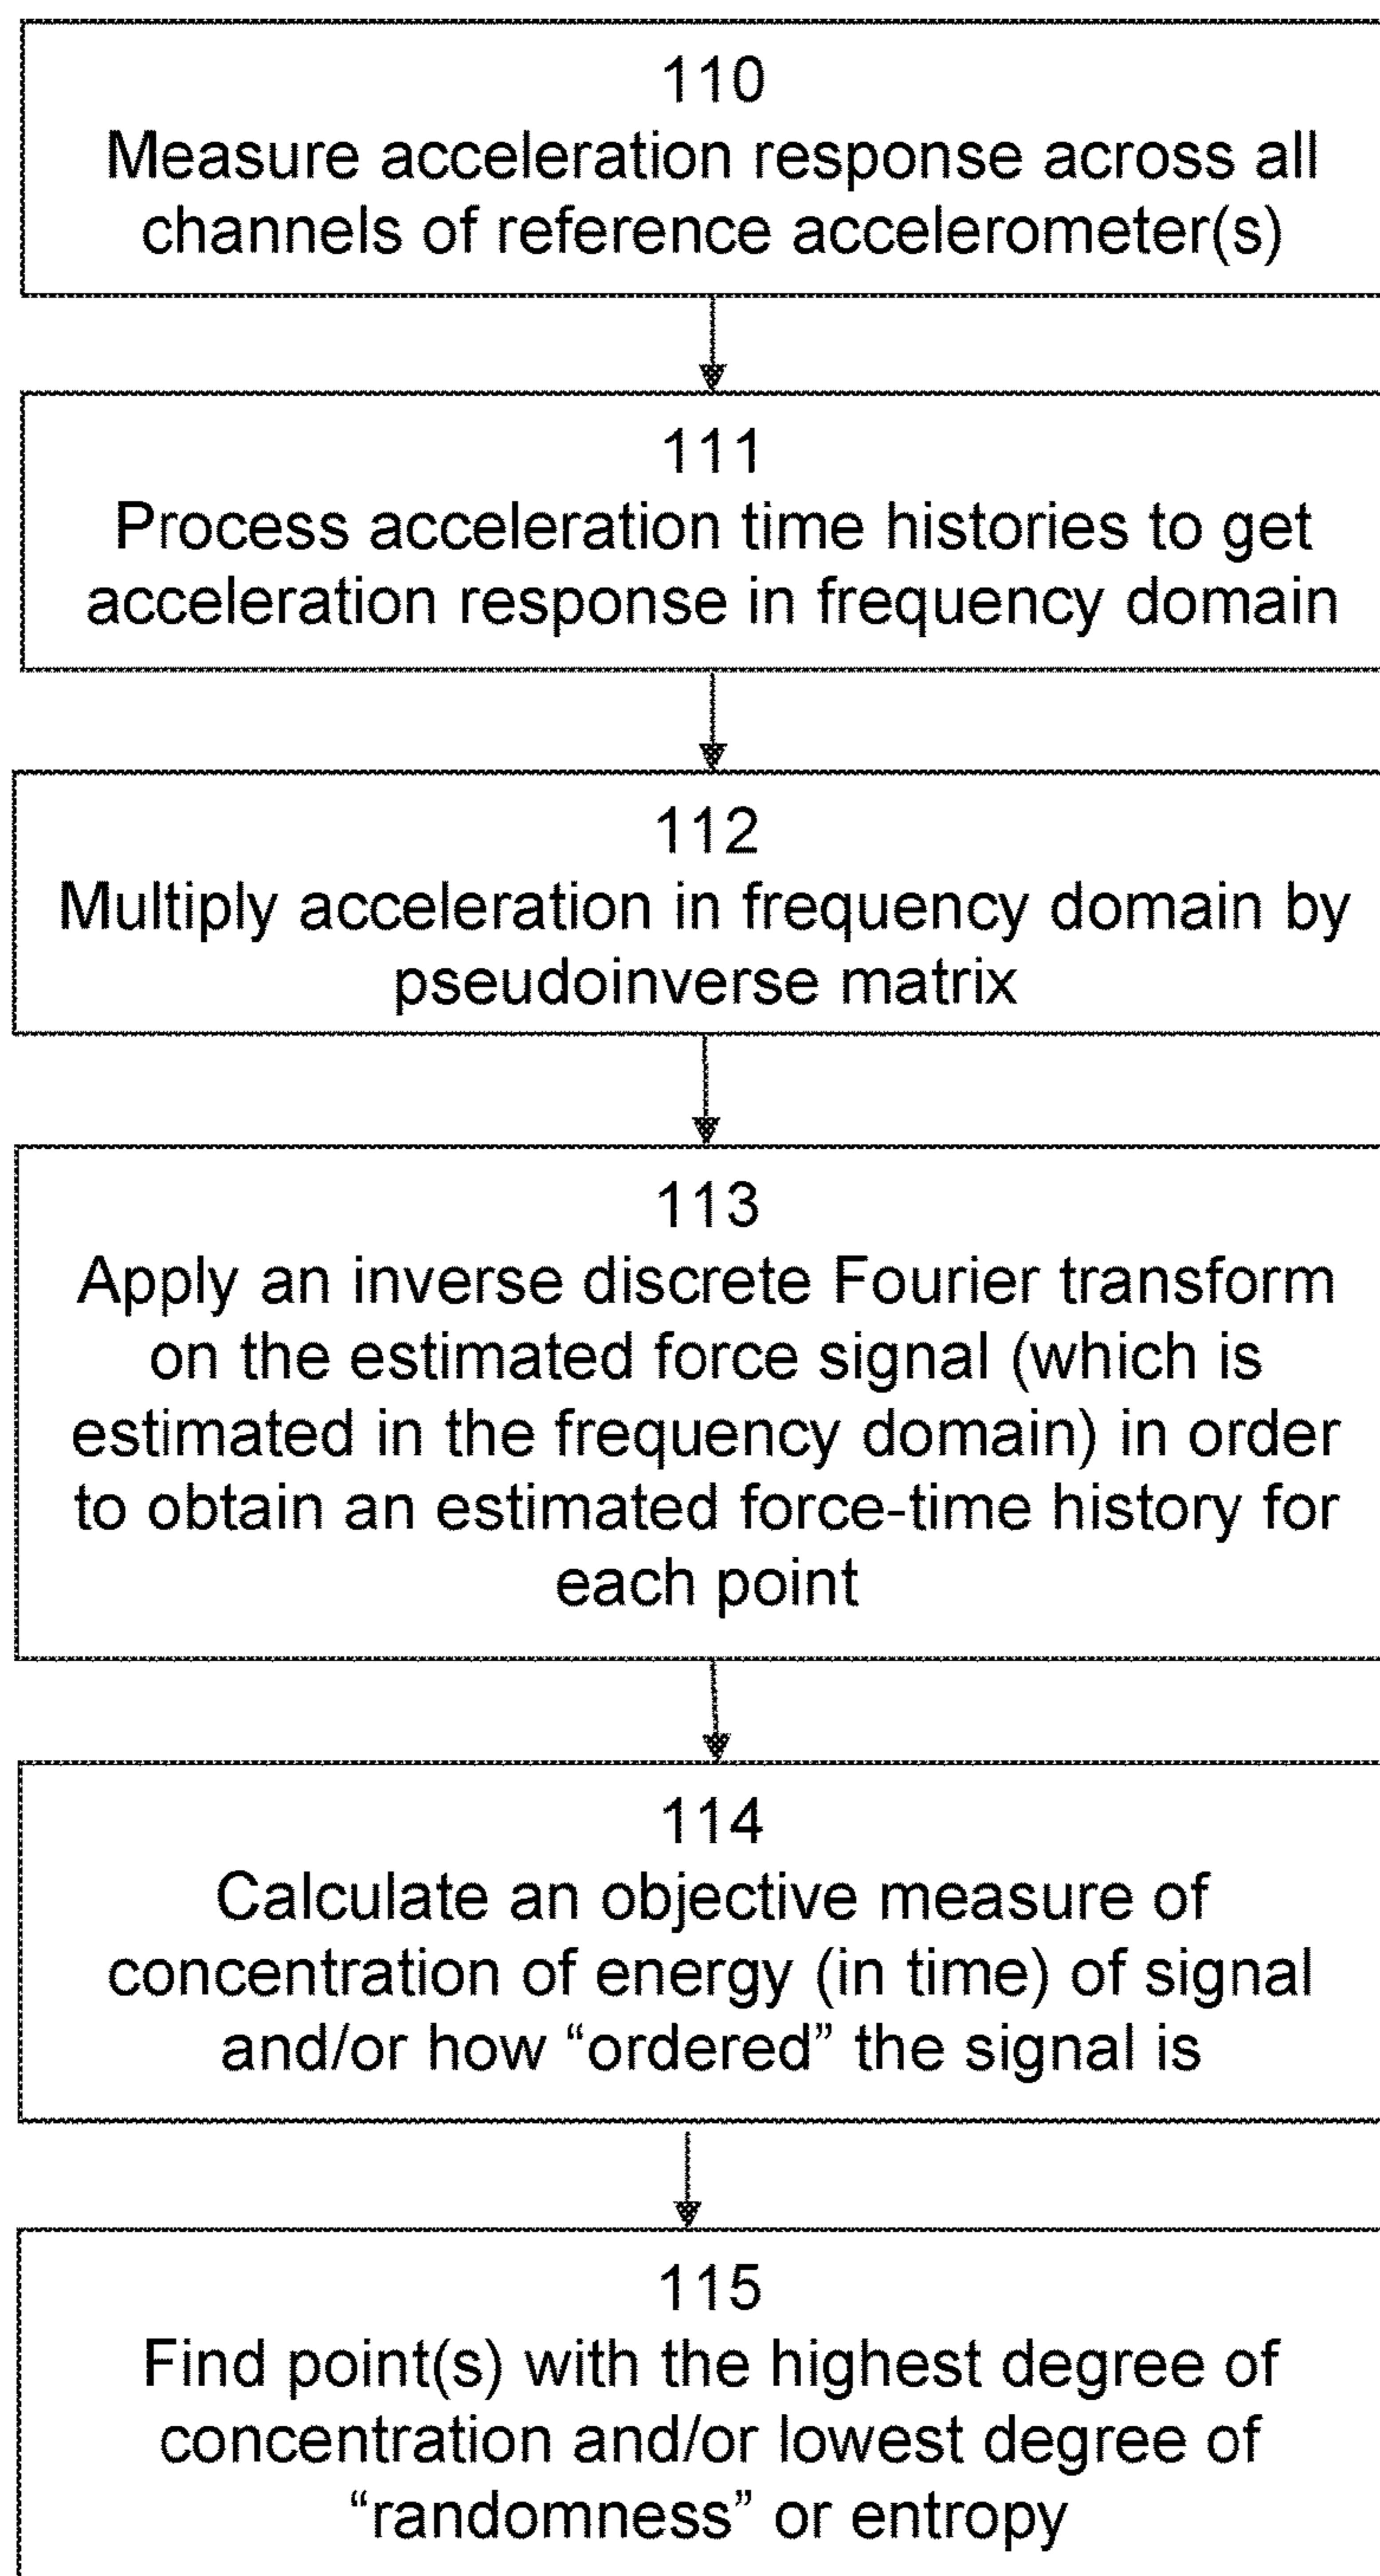 110
Measure acceleration response across all
channels of reference accelerometer(s)
111
Process acceleration time histories to get
acceleration response in frequency domain
112
Multiply acceleration in frequency domain by
pseudoinverse matrix
113
Apply an inverse discrete Fourier transform
on the estimated force signal (which is
estimated in the frequency domain) in order
to obtain an estimated force-time history for
each point
114
Calculate an objective measure of
concentration of energy (in time) of signal
and/or how “ordered” the signal is
115
Find point(s) with the highest degree of
concentration and/or lowest degree of
“randomness” or entropy